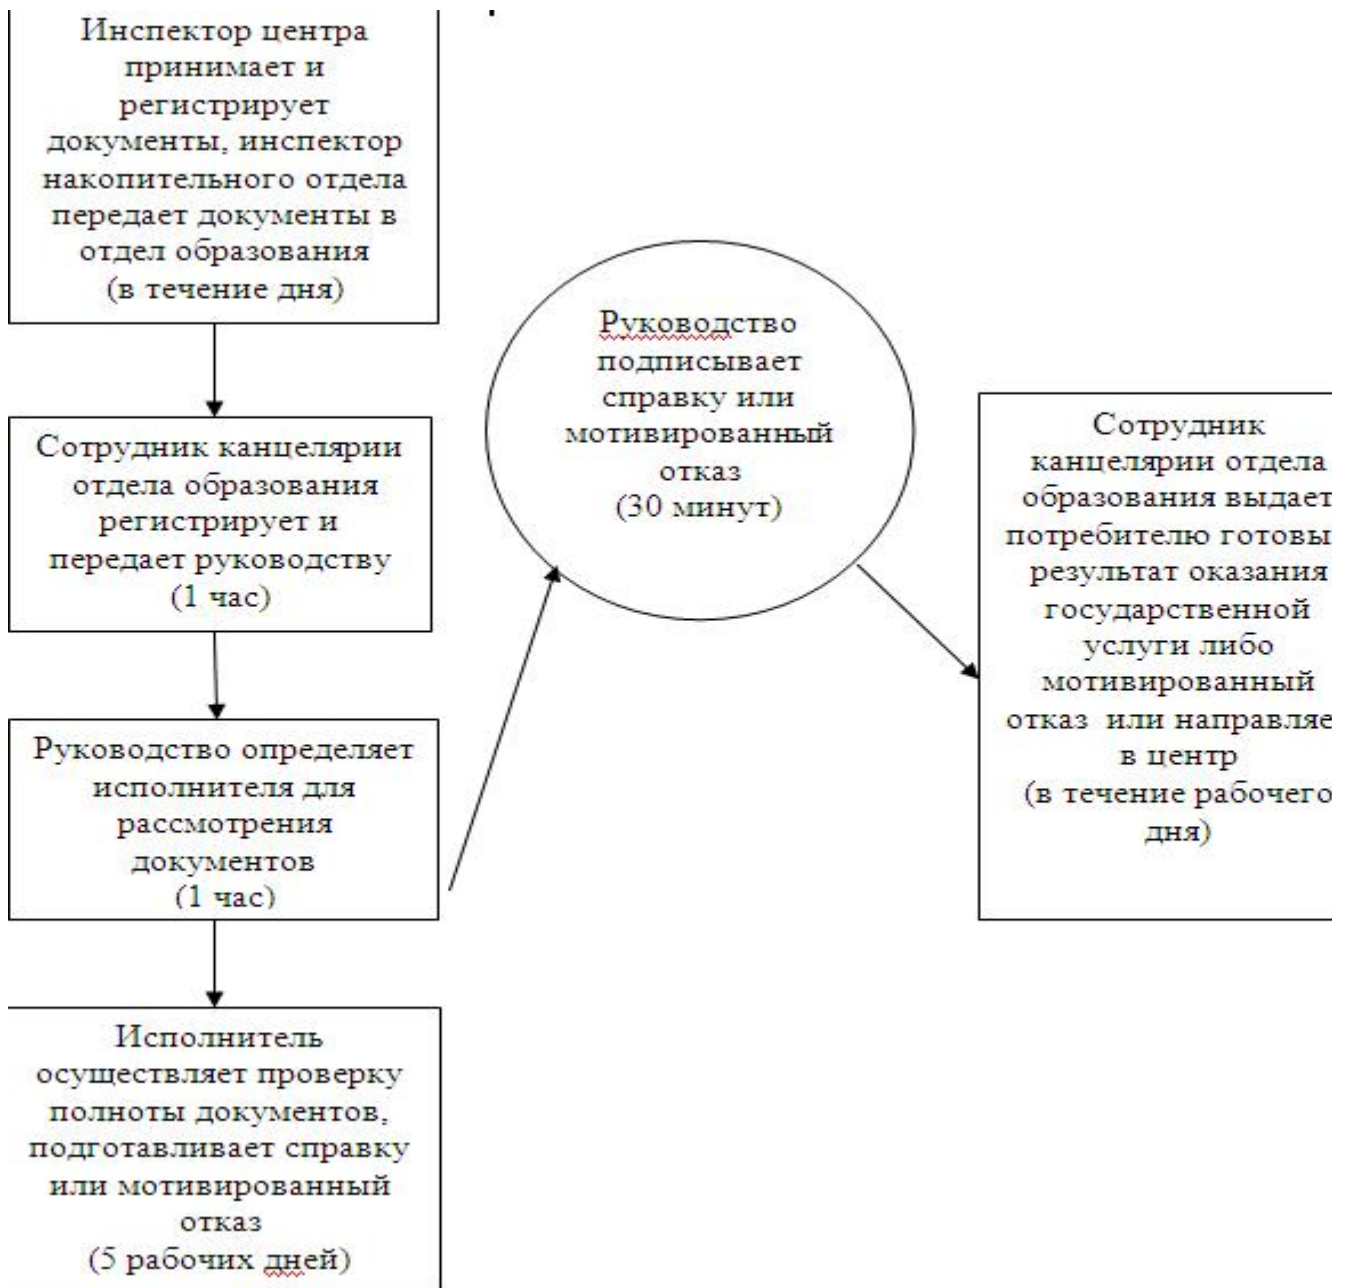 Инспектор центра
принимает и
регистрирует
документы, инспектор
накопительного отдела
передает документы в
отдел образования
(в течение дня)
Сотрудник канцелярии
отдела образования
регистрирует и
передает руководству
(1 час)
Руководство определяет
исполнителя для
рассмотрения
документов
(1 час)
Исполнитель
осуществляет проверку
полноты документов,
подготавливает справку
или мотивированный
отказ
(5 рабочих дней)
Руководство
подписывает
справку или
мотивированный
отказ
(30 минут)
Сотрудник
канцелярии отдела
образования выдает
потребителю готовы
результат оказания
государственной
услуги либо
мотивированный
отказ или направляе
в центр
(в течение рабочего
дня)